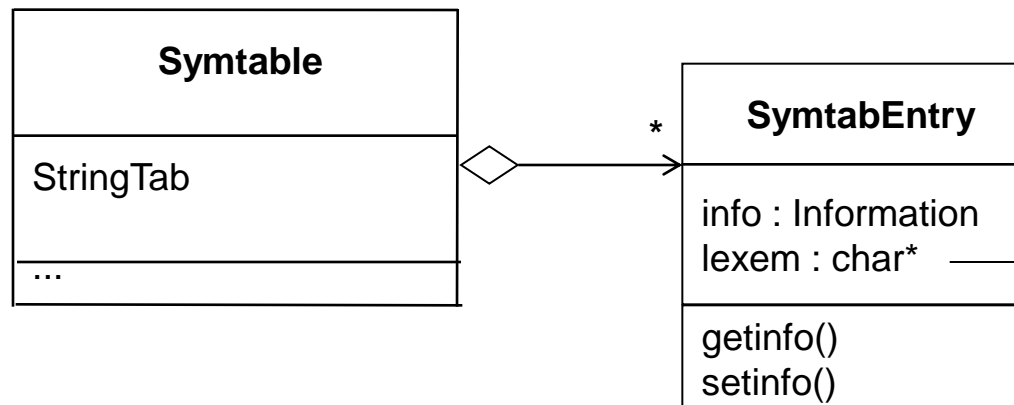 Symtable
StringTab
...
*
SymtabEntry
info : Information
lexem : char*
getinfo()
setinfo()